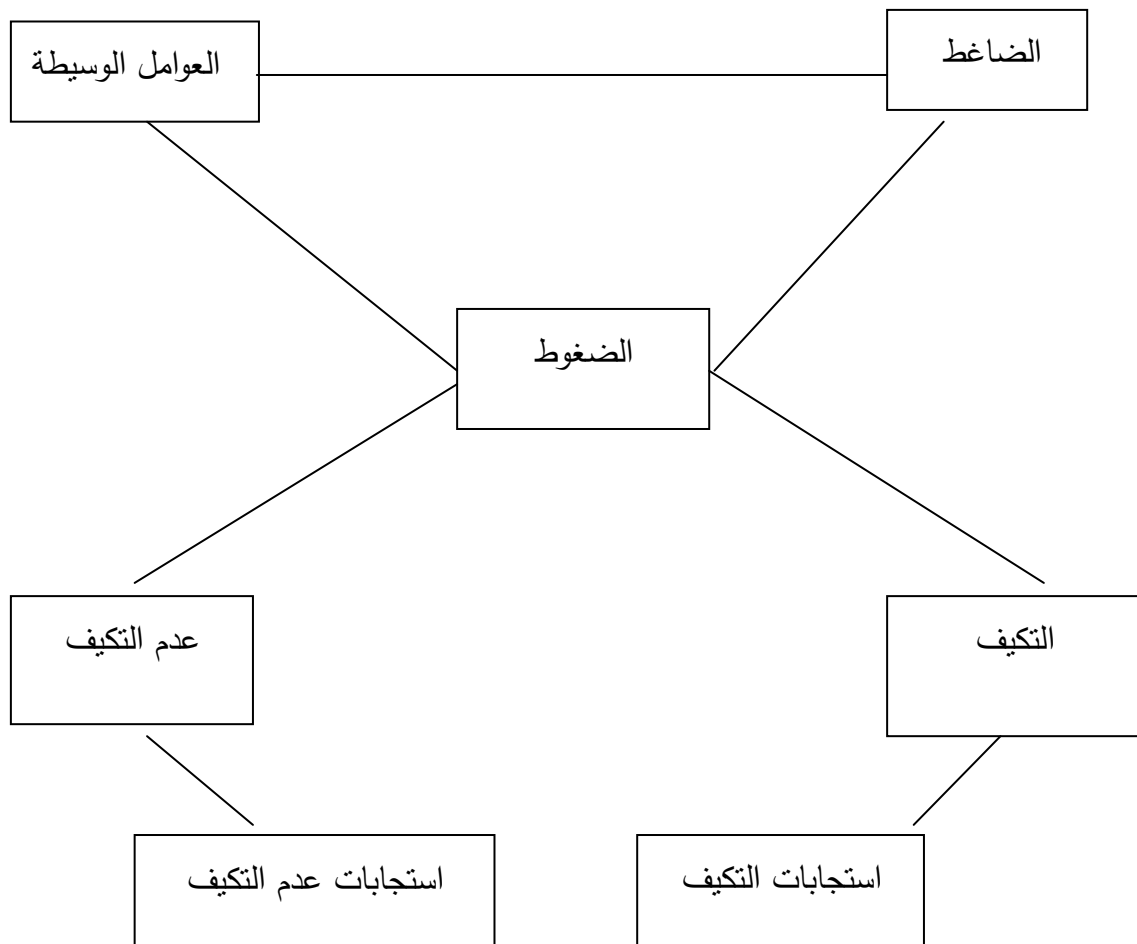 الضاغط
العوامل الوسيطة
الضغوط
التكيف
عدم التكيف
استجابات التكيف
استجابات عدم التكيف